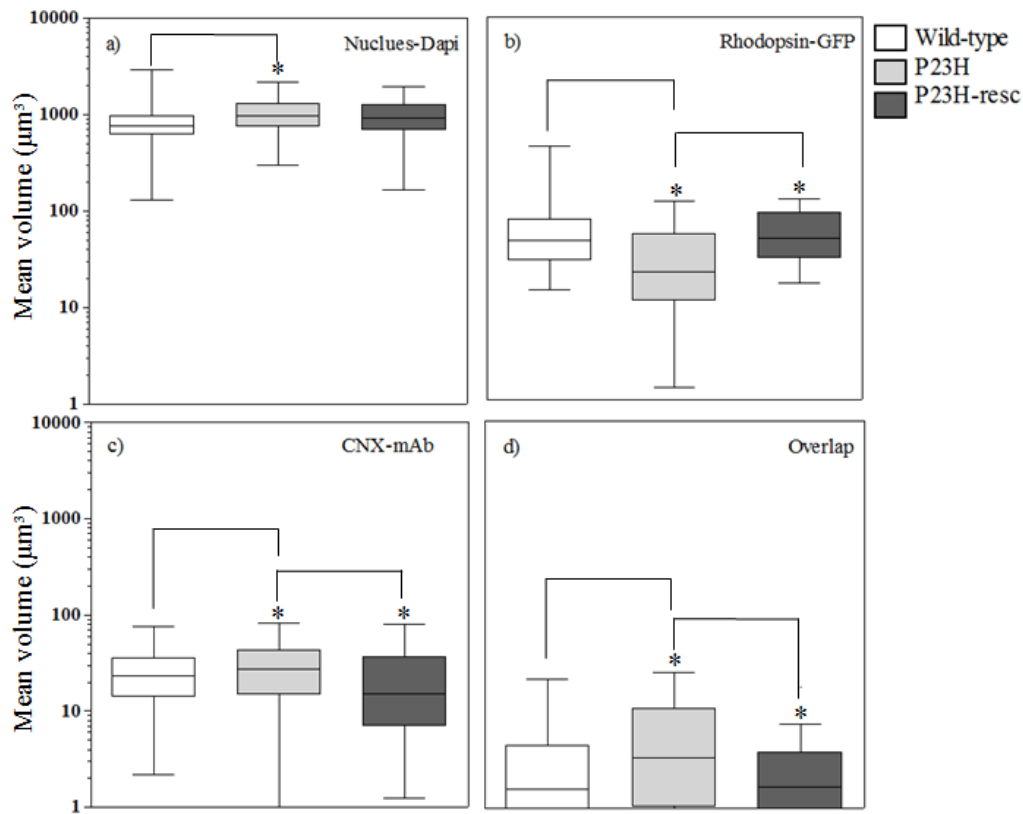 a) Nuclues-Dapi
b) Rhodopsin-GFP
Wild-type
P23H
P23H-resc
Mean volume (µm³)
10000
1000
100
10
1
*
*
*
c) CNX-mAb
d) Overlap
Mean volume (µm³)
10000
1000
100
10
1
*
*
*
*